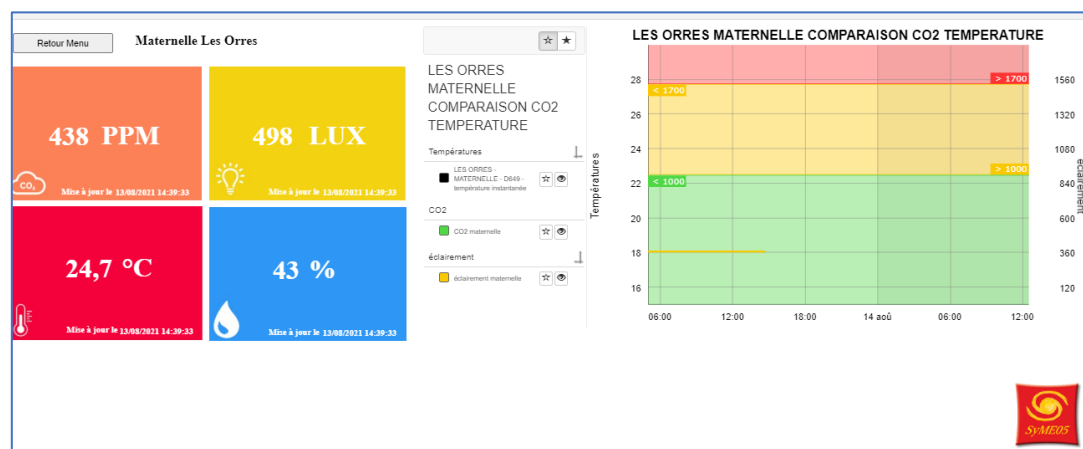 Retour Menu
Maternelle Les Orres
438 PPM
CO₂
Mise à jour le 13/08/2021 14:39:33
498 LUX
Mise à jour le 13/08/2021 14:39:33
24,7 °C
Mise à jour le 13/08/2021 14:39:33
43 %
Mise à jour le 13/08/2021 14:39:33
LES ORRES
MATERNELLE
COMPARAISON CO2
TEMPERATURE
Températures
LES ORRES -
MATERNELLE - D649 -
température instantanée
CO2
CO2 maternelle
éclairement
éclairement maternelle
LES ORRES MATERNELLE COMPARAISON CO2 TEMPERATURE
Températures
28
26
24
22
20
18
16
> 1700
< 1700
> 1000
< 1000
1560
1320
1080
840
600
360
120
éclairement
06:00 12:00 18:00 14 aoû 06:00 12:00
SyME05